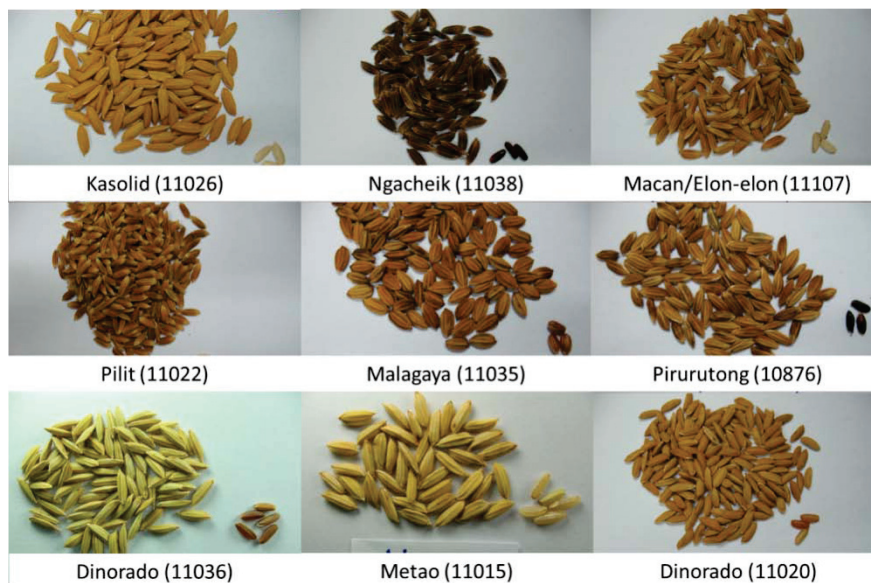 Kasolid (11026)
Ngacheik (11038)
Macan/Elon-elon (11107)
Pilit (11022)
Malagaya (11035)
Pirurutong (10876)
Dinorado (11036)
Metao (11015)
Dinorado (11020)